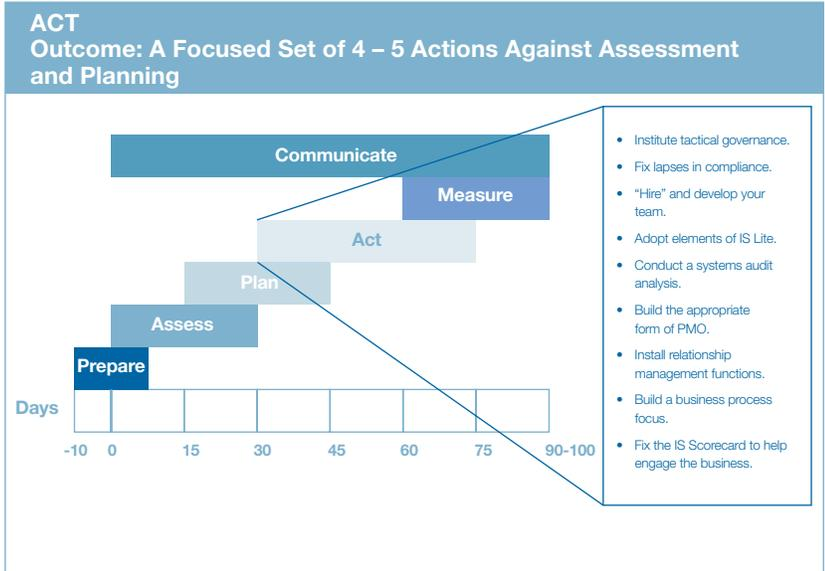 ACT
Outcome: A Focused Set of 4 – 5 Actions Against Assessment
and Planning
Communicate
Measure
Act
Plan
Assess
Prepare
Days
-10 0 15 30 45 60 75 90-100
• Institute tactical governance.
• Fix lapses in compliance.
• “Hire” and develop your
team.
• Adopt elements of IS Lite.
• Conduct a systems audit
analysis.
• Build the appropriate
form of PMO.
• Install relationship
management functions.
• Build a business process
focus.
• Fix the IS Scorecard to help
engage the business.